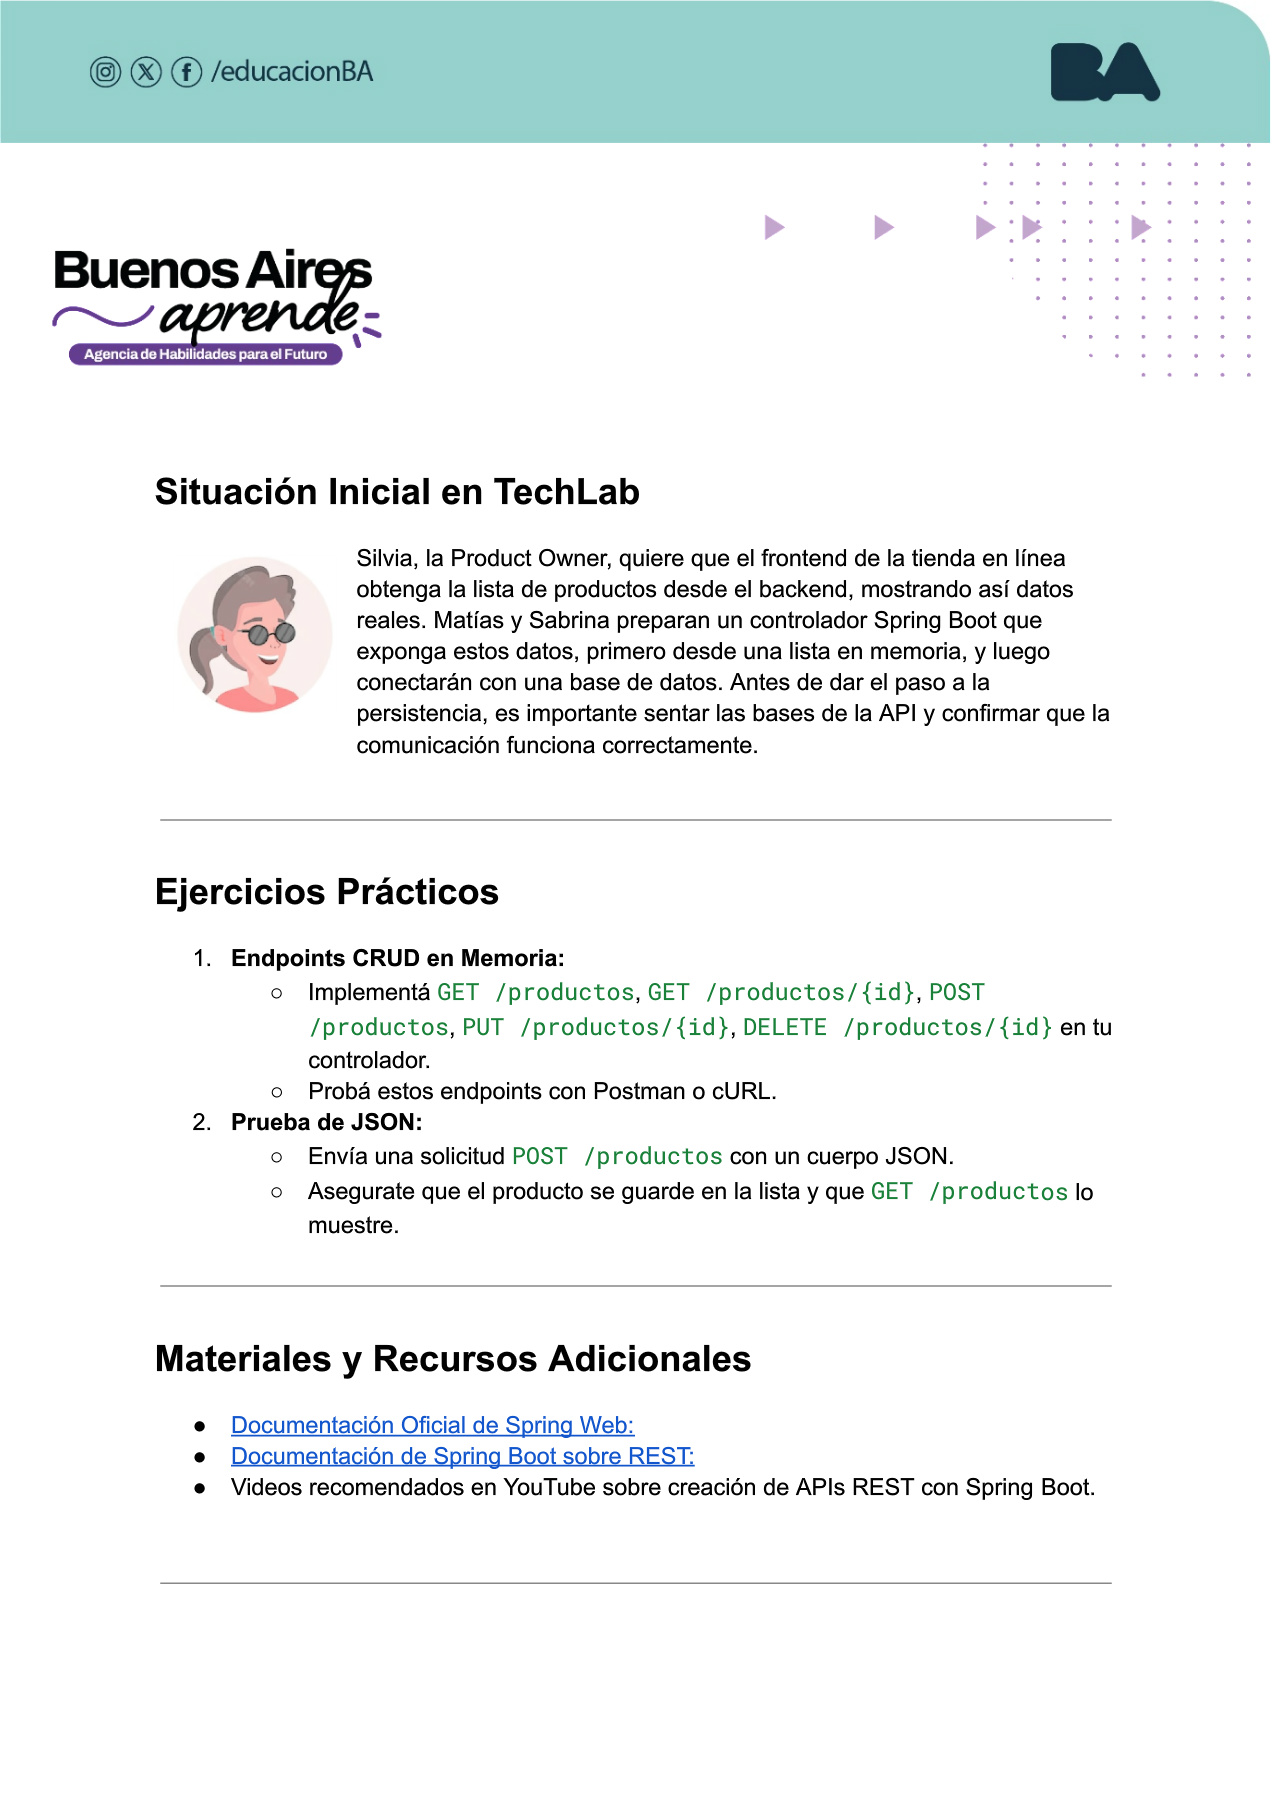 /educacionBA
BA
Buenos Aires
aprende
Agencia de Habilidades para el Futuro
Situación Inicial en TechLab
Silvia, la Product Owner, quiere que el frontend de la tienda en línea
obtenga la lista de productos desde el backend, mostrando así datos
reales. Matías y Sabrina preparan un controlador Spring Boot que
exponga estos datos, primero desde una lista en memoria, y luego
conectarán con una base de datos. Antes de dar el paso a la
persistencia, es importante sentar las bases de la API y confirmar que la
comunicación funciona correctamente.
Ejercicios Prácticos
1. Endpoints CRUD en Memoria:
○ Implementá GET /productos, GET /productos/{id}, POST
/productos, PUT /productos/{id}, DELETE /productos/{id} en tu
controlador.
○ Probá estos endpoints con Postman o cURL.
2. Prueba de JSON:
○ Envía una solicitud POST /productos con un cuerpo JSON.
○ Asegurate que el producto se guarde en la lista y que GET /productos lo
muestre.
Materiales y Recursos Adicionales
● Documentación Oficial de Spring Web:
● Documentación de Spring Boot sobre REST:
● Videos recomendados en YouTube sobre creación de APIs REST con Spring Boot.